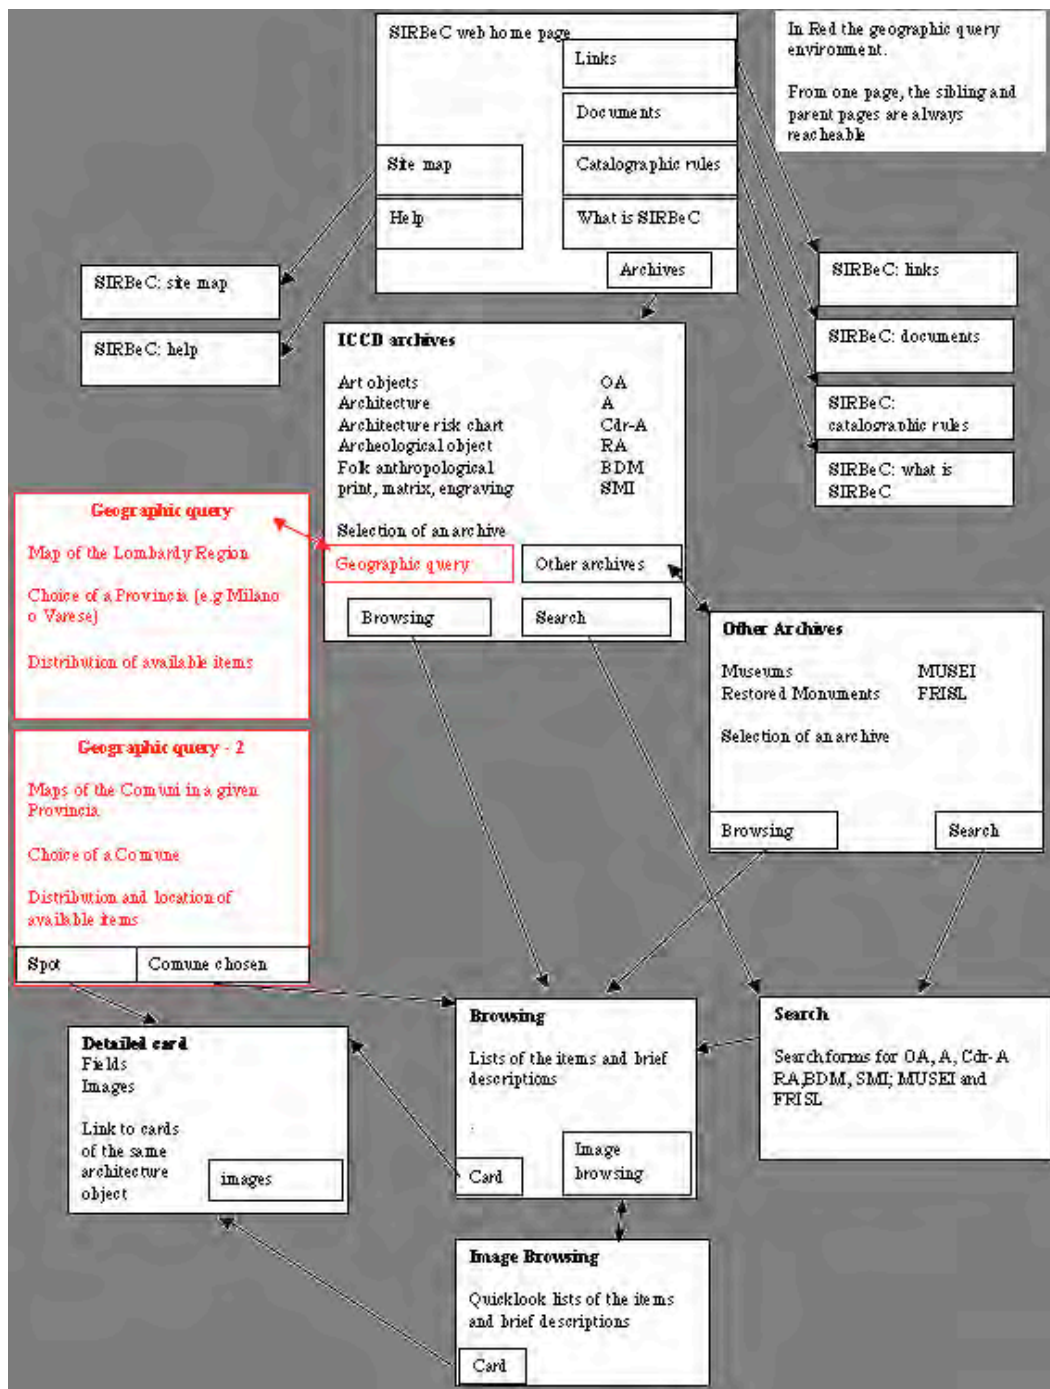 SIRBeC web home page
Links
Documents
Site map
Catalographic rules
Help
What is SIRBeC
Archives
In Red the geographic query
environment.
From one page, the sibling and
parent pages are always
reacheable
SIRBeC: site map
SIRBeC: help
SIRBeC: links
SIRBeC: documents
SIRBeC:
catalographic rules
SIRBeC: what is
SIRBeC
ICCD archives
Art objects OA
Architecture A
Architecture risk chart Cdr-A
Archeological object RA
Folk anthropological BDM
print, matrix, engraving SMI
Selection of an archive
Geographic query
Other archives
Browsing
Search
Geographic query
Map of the Lombardy Region
Choice of a Provincia (e.g Milano
o Varese)
Distribution of available items
Geographic query - 2
Maps of the Comuni in a given
Provincia
Choice of a Comune
Distribution and location of
available items
Spot
Comune chosen
Other Archives
Museums MUSEI
Restored Monuments FRISL
Selection of an archive
Browsing
Search
Detailed card
Fields
Images
Link to cards
of the same
architecture
object
images
Browsing
Lists of the items and brief
descriptions
.
Card
Image
browsing
Search
Search forms for OA, A, Cdr-A
RA,BDM, SMI; MUSEI and
FRISL
Image Browsing
Quicklook lists of the items
and brief descriptions
Card